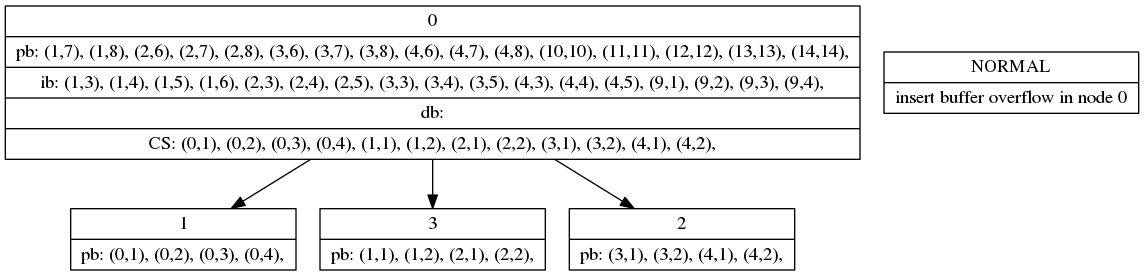 0
pb: (1,7), (1,8), (2,6), (2,7), (2,8), (3,6), (3,7), (3,8), (4,6), (4,7), (4,8), (10,10), (11,11), (12,12), (13,13), (14,14),
ib: (1,3), (1,4), (1,5), (1,6), (2,3), (2,4), (2,5), (3,3), (3,4), (3,5), (4,3), (4,4), (4,5), (9,1), (9,2), (9,3), (9,4),
db:
CS: (0,1), (0,2), (0,3), (0,4), (1,1), (1,2), (2,1), (2,2), (3,1), (3,2), (4,1), (4,2),
NORMAL
insert buffer overflow in node 0
1
pb: (0,1), (0,2), (0,3), (0,4),
3
pb: (1,1), (1,2), (2,1), (2,2),
2
pb: (3,1), (3,2), (4,1), (4,2),